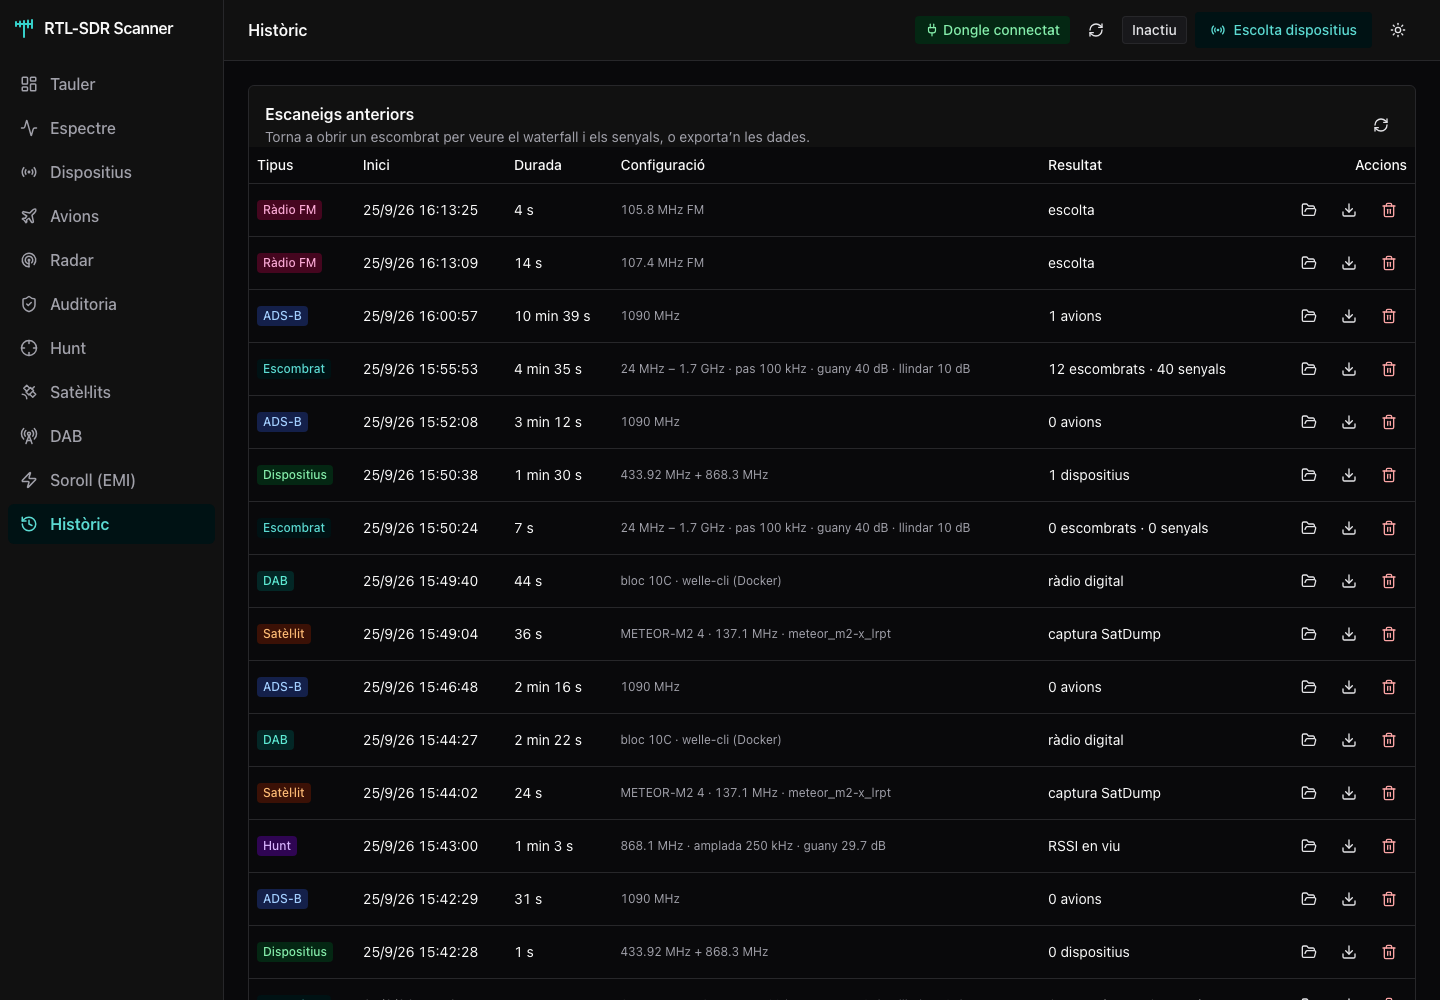 RTL-SDR Scanner
Tauler
Espectre
Dispositius
Avions
Radar
Auditoria
Hunt
Satèl·lits
DAB
Soroll (EMI)
Històric
Històric
Dongle connectat
Inactiu
Escolta dispositius
Escaneigs anteriors
Torna a obrir un escombrat per veure el waterfall i els senyals, o exporta’n les dades.
Tipus Inici Durada Configuració Resultat Accions
Ràdio FM 25/9/26 16:13:25 4 s 105.8 MHz FM escolta
Ràdio FM 25/9/26 16:13:09 14 s 107.4 MHz FM escolta
ADS-B 25/9/26 16:00:57 10 min 39 s 1090 MHz 1 avions
Escombrat 25/9/26 15:55:53 4 min 35 s 24 MHz – 1.7 GHz · pas 100 kHz · guany 40 dB · llindar 10 dB 12 escombrats · 40 senyals
ADS-B 25/9/26 15:52:08 3 min 12 s 1090 MHz 0 avions
Dispositius 25/9/26 15:50:38 1 min 30 s 433.92 MHz + 868.3 MHz 1 dispositius
Escombrat 25/9/26 15:50:24 7 s 24 MHz – 1.7 GHz · pas 100 kHz · guany 40 dB · llindar 10 dB 0 escombrats · 0 senyals
DAB 25/9/26 15:49:40 44 s bloc 10C · welle-cli (Docker) ràdio digital
Satèl·lit 25/9/26 15:49:04 36 s METEOR-M2 4 · 137.1 MHz · meteor_m2-x_lrpt captura SatDump
ADS-B 25/9/26 15:46:48 2 min 16 s 1090 MHz 0 avions
DAB 25/9/26 15:44:27 2 min 22 s bloc 10C · welle-cli (Docker) ràdio digital
Satèl·lit 25/9/26 15:44:02 24 s METEOR-M2 4 · 137.1 MHz · meteor_m2-x_lrpt captura SatDump
Hunt 25/9/26 15:43:00 1 min 3 s 868.1 MHz · amplada 250 kHz · guany 29.7 dB RSSI en viu
ADS-B 25/9/26 15:42:29 31 s 1090 MHz 0 avions
Dispositius 25/9/26 15:42:28 1 s 433.92 MHz + 868.3 MHz 0 dispositius